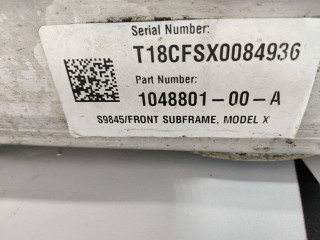 Serial Number:
T18CFSX0084936
Part Number:
1048801-00-A
S9845/FRONT SUBFRAME, MODEL X